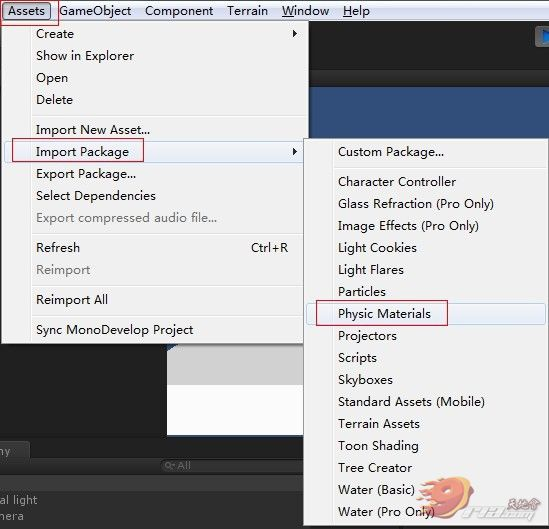 Assets GameObject Component Terrain Window Help
Create
Show in Explorer
Open
Delete
Import New Asset...
Import Package
Export Package...
Select Dependencies
Export compressed audio file...
Refresh Ctrl+R
Reimport
Reimport All
Sync MonoDevelop Project
Custom Package...
Character Controller
Glass Refraction (Pro Only)
Image Effects (Pro Only)
Light Cookies
Light Flares
Particles
Physic Materials
Projectors
Scripts
Skyboxes
Standard Assets (Mobile)
Terrain Assets
Toon Shading
Tree Creator
Water (Basic)
Water (Pro Only)
hy
All
al light
mera